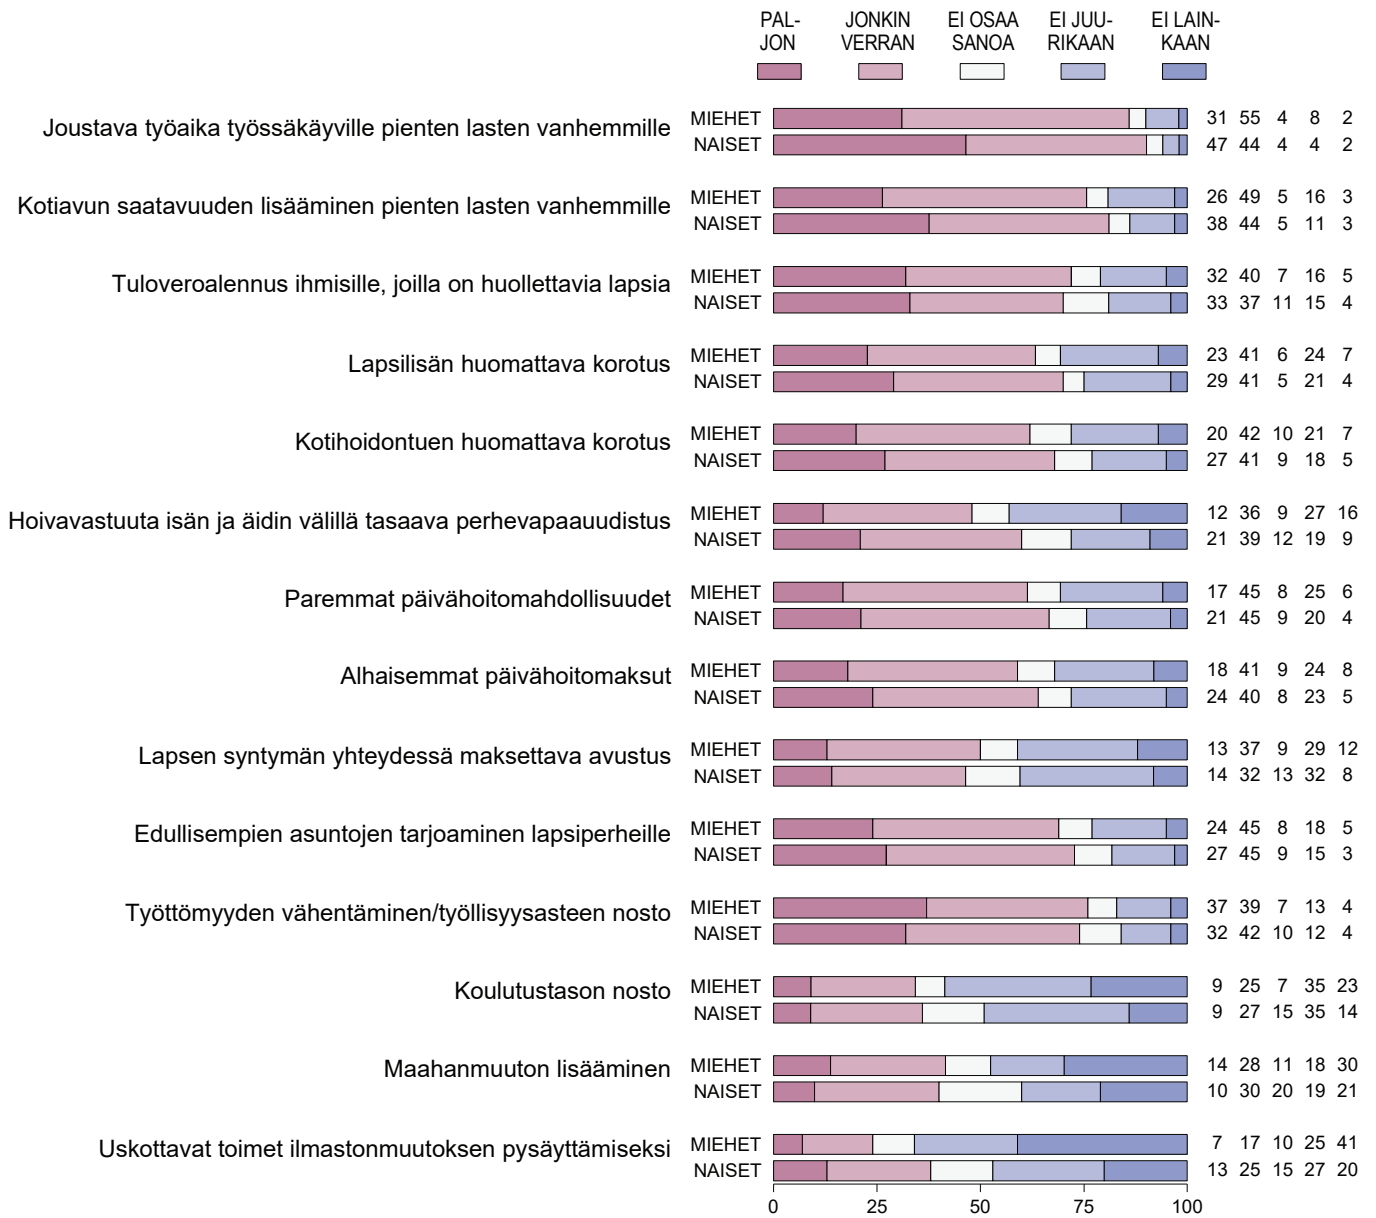 PAL- JONKIN EI OSAA EI JUU- EI LAIN-
JON VERRAN SANOA RIKAAN KAAN
Joustava työaika työssäkäyville pienten lasten vanhemmille
MIEHET 31 55 4 8 2
NAISET 47 44 4 4 2
Kotiavun saatavuuden lisääminen pienten lasten vanhemmille
MIEHET 26 49 5 16 3
NAISET 38 44 5 11 3
Tuloveroalennus ihmisille, joilla on huollettavia lapsia
MIEHET 32 40 7 16 5
NAISET 33 37 11 15 4
Lapsilisän huomattava korotus
MIEHET 23 41 6 24 7
NAISET 29 41 5 21 4
Kotihoidontuen huomattava korotus
MIEHET 20 42 10 21 7
NAISET 27 41 9 18 5
Hoivavastuuta isän ja äidin välillä tasaava perhevapaauudistus
MIEHET 12 36 9 27 16
NAISET 21 39 12 19 9
Paremmat päivähoitomahdollisuudet
MIEHET 17 45 8 25 6
NAISET 21 45 9 20 4
Alhaisemmat päivähoitomaksut
MIEHET 18 41 9 24 8
NAISET 24 40 8 23 5
Lapsen syntymän yhteydessä maksettava avustus
MIEHET 13 37 9 29 12
NAISET 14 32 13 32 8
Edullisempien asuntojen tarjoaminen lapsiperheille
MIEHET 24 45 8 18 5
NAISET 27 45 9 15 3
Työttömyyden vähentäminen/työllisyysasteen nosto
MIEHET 37 39 7 13 4
NAISET 32 42 10 12 4
Koulutustason nosto
MIEHET 9 25 7 35 23
NAISET 9 27 15 35 14
Maahanmuuton lisääminen
MIEHET 14 28 11 18 30
NAISET 10 30 20 19 21
Uskottavat toimet ilmastonmuutoksen pysäyttämiseksi
MIEHET 7 17 10 25 41
NAISET 13 25 15 27 20
0 25 50 75 100